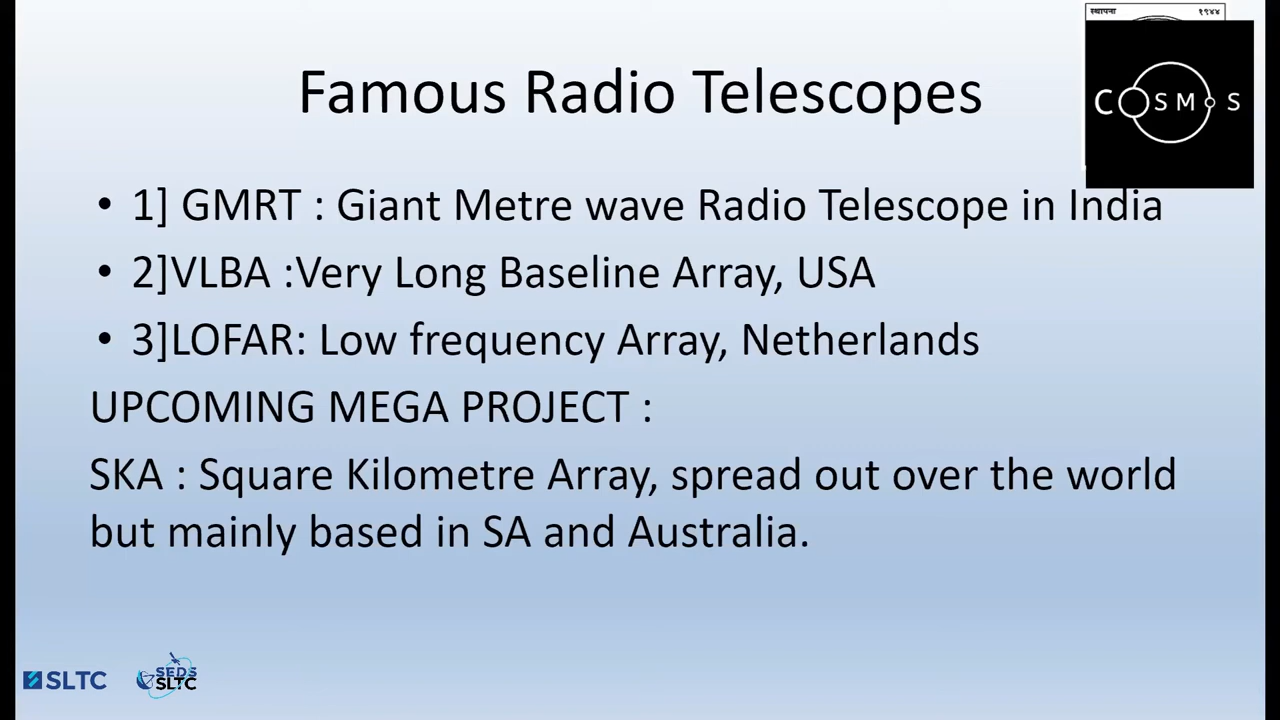 स्थापना १९४४
COSMOS
Famous Radio Telescopes
• 1] GMRT : Giant Metre wave Radio Telescope in India
• 2]VLBA :Very Long Baseline Array, USA
• 3]LOFAR: Low frequency Array, Netherlands
UPCOMING MEGA PROJECT :
SKA : Square Kilometre Array, spread out over the world
but mainly based in SA and Australia.
SLTC
SEDS
SLTC